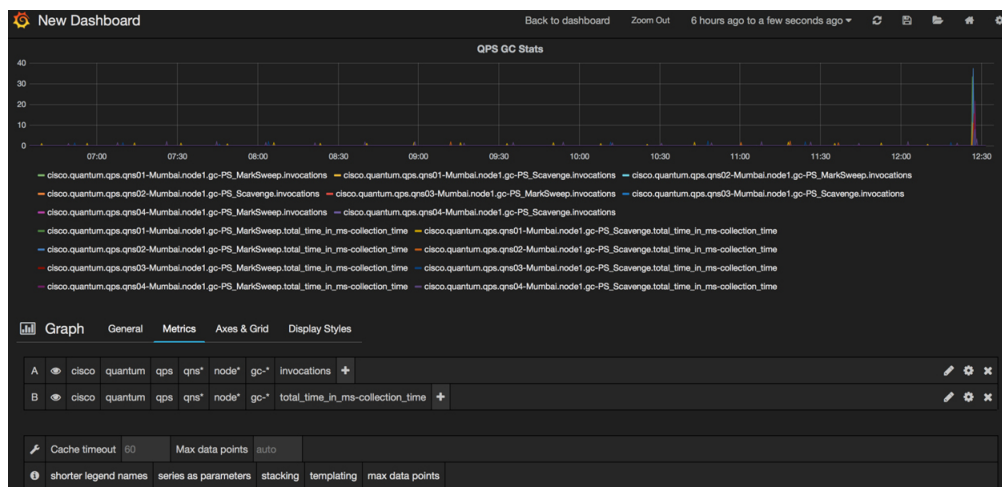 New Dashboard Back to dashboard Zoom Out 6 hours ago to a few seconds ago
QPS GC Stats
40
30
20
10
0
07:00 07:30 08:00 08:30 09:00 09:30 10:00 10:30 11:00 11:30 12:00 12:30
cisco.quantum.qps.qns01-Mumbai.node1.gc-PS_MarkSweep.invocations cisco.quantum.qps.qns01-Mumbai.node1.gc-PS_Scavenge.invocations cisco.quantum.qps.qns02-Mumbai.node1.gc-PS_MarkSweep.invocations
cisco.quantum.qps.qns02-Mumbai.node1.gc-PS_Scavenge.invocations cisco.quantum.qps.qns03-Mumbai.node1.gc-PS_MarkSweep.invocations cisco.quantum.qps.qns03-Mumbai.node1.gc-PS_Scavenge.invocations
cisco.quantum.qps.qns04-Mumbai.node1.gc-PS_MarkSweep.invocations cisco.quantum.qps.qns04-Mumbai.node1.gc-PS_Scavenge.invocations
cisco.quantum.qps.qns01-Mumbai.node1.gc-PS_MarkSweep.total_time_in_ms-collection_time cisco.quantum.qps.qns01-Mumbai.node1.gc-PS_Scavenge.total_time_in_ms-collection_time
cisco.quantum.qps.qns02-Mumbai.node1.gc-PS_MarkSweep.total_time_in_ms-collection_time cisco.quantum.qps.qns02-Mumbai.node1.gc-PS_Scavenge.total_time_in_ms-collection_time
cisco.quantum.qps.qns03-Mumbai.node1.gc-PS_MarkSweep.total_time_in_ms-collection_time cisco.quantum.qps.qns03-Mumbai.node1.gc-PS_Scavenge.total_time_in_ms-collection_time
cisco.quantum.qps.qns04-Mumbai.node1.gc-PS_MarkSweep.total_time_in_ms-collection_time cisco.quantum.qps.qns04-Mumbai.node1.gc-PS_Scavenge.total_time_in_ms-collection_time
Graph General Metrics Axes & Grid Display Styles
A cisco quantum qps qns* node* gc-* invocations +
B cisco quantum qps qns* node* gc-* total_time_in_ms-collection_time +
Cache timeout 60 Max data points auto
shorter legend names series as parameters stacking templating max data points